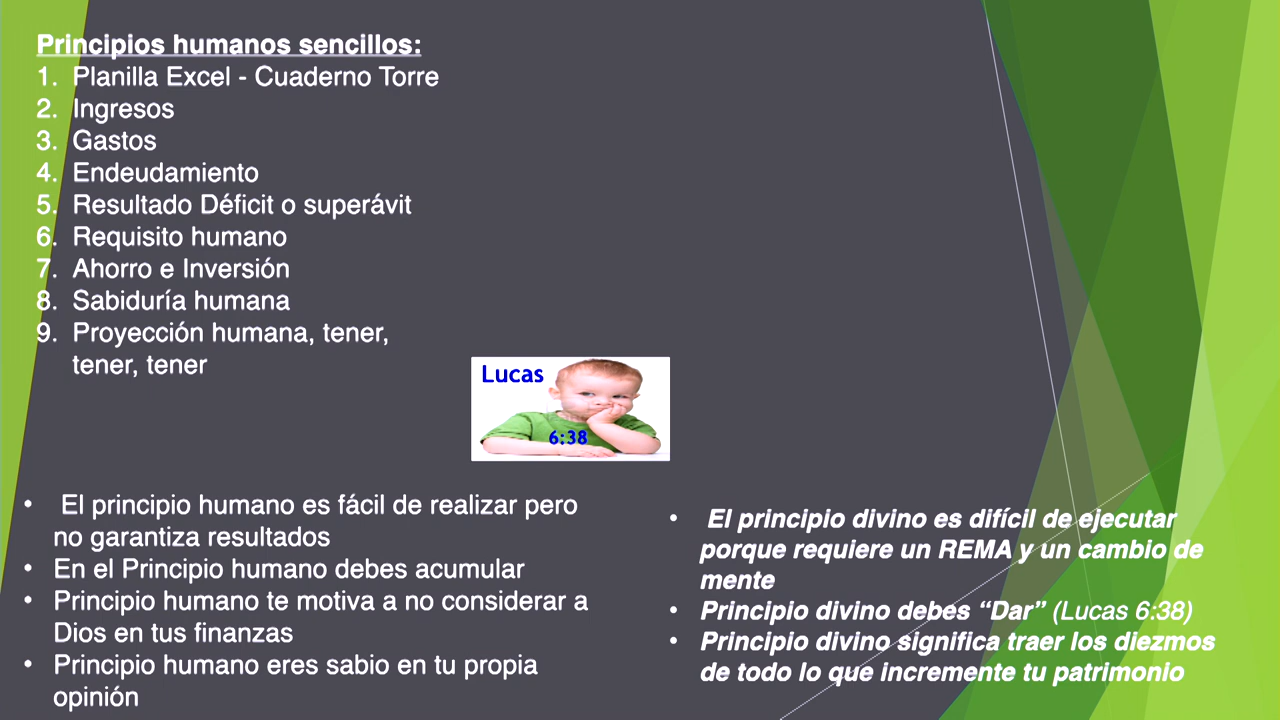 Principios humanos sencillos:
1. Planilla Excel - Cuaderno Torre
2. Ingresos
3. Gastos
4. Endeudamiento
5. Resultado Déficit o superávit
6. Requisito humano
7. Ahorro e Inversión
8. Sabiduría humana
9. Proyección humana, tener,
tener, tener
Lucas
6:38
• El principio humano es fácil de realizar pero
no garantiza resultados
• En el Principio humano debes acumular
• Principio humano te motiva a no considerar a
Dios en tus finanzas
• Principio humano eres sabio en tu propia
opinión
• El principio divino es difícil de ejecutar
porque requiere un REMA y un cambio de
mente
• Principio divino debes “Dar” (Lucas 6:38)
• Principio divino significa traer los diezmos
de todo lo que incremente tu patrimonio